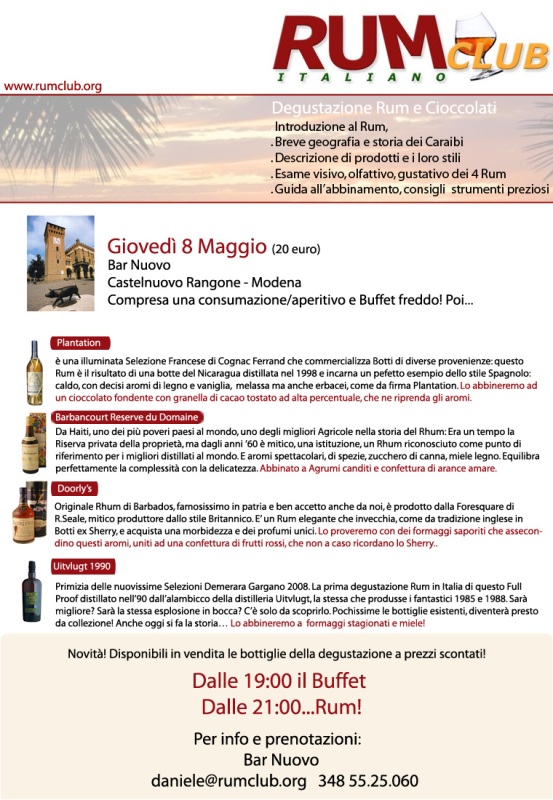 RUM CLUB
ITALIANO
www.rumclub.org
Degustazione Rum e Cioccolati
Introduzione al Rum,
.Breve geografia e storia dei Caraibi
.Descrizione di prodotti e i loro stili
.Esame visivo, olfattivo, gustativo dei 4 Rum
.Guida all'abbinamento, consigli strumenti preziosi
Giovedì 8 Maggio (20 euro)
Bar Nuovo
Castelnuovo Rangone - Modena
Compresa una consumazione/aperitivo e Buffet freddo! Poi...
Plantation
è una illuminata Selezione Francese di Cognac Ferrand che commercializza Botti di diverse provenienze: questo
Rum è il risultato di una botte del Nicaragua distillata nel 1998 e incarna un pefetto esempio dello stile Spagnolo:
caldo, con decisi aromi di legno e vaniglia, melassa ma anche erbacei, come da firma Plantation. Lo abbineremo ad
un cioccolato fondente con granella di cacao tostato ad alta percentuale, che ne riprenda gli aromi.
Barbancourt Reserve du Domaine
Da Haiti, uno dei più poveri paesi al mondo, uno degli migliori Agricole nella storia del Rhum: Era un tempo la
Riserva privata della proprietà, ma dagli anni '60 è mitico, una istituzione, un Rhum riconosciuto come punto di
riferimento per i migliori distillati al mondo. E aromi spettacolari, di spezie, zucchero di canna, miele legno. Equilibra
perfettamente la complessità con la delicatezza. Abbinato a Agrumi canditi e confettura di arance amare.
Doorly's
Originale Rhum di Barbados, famosissimo in patria e ben accetto anche da noi, è prodotto dalla Foresquare di
R.Seale, mitico produttore dallo stile Britannico. E' un Rum elegante che invecchia, come da tradizione inglese in
Botti ex Sherry, e acquista una morbidezza e dei profumi unici. Lo proveremo con dei formaggi saporiti che assecon-
dino questi aromi, uniti ad una confettura di frutti rossi, che non a caso ricordano lo Sherry..
Uitvlugt 1990
Primizia delle nuovissime Selezioni Demerara Gargano 2008. La prima degustazione Rum in Italia di questo Full
Proof distillato nell'90 dall'alambicco della distilleria Uitvlugt, la stessa che produsse i fantastici 1985 e 1988. Sarà
migliore? Sarà la stessa esplosione in bocca? C'è solo da scoprirlo. Pochissime le bottiglie esistenti, diventerà presto
da collezione! Anche oggi si fa la storia… Lo abbineremo a formaggi stagionati e miele!
Novità! Disponibili in vendita le bottiglie della degustazione a prezzi scontati!
Dalle 19:00 il Buffet
Dalle 21:00...Rum!
Per info e prenotazioni:
Bar Nuovo
daniele@rumclub.org 348 55.25.060